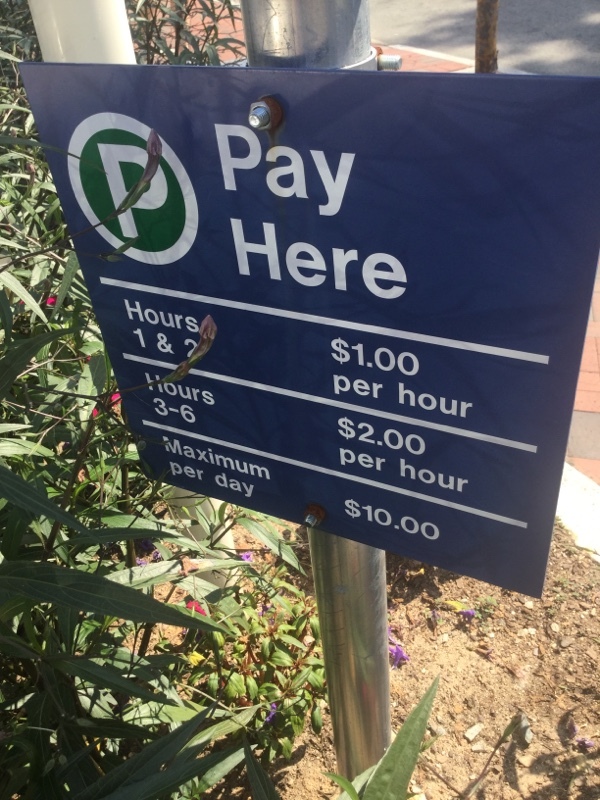 P
Pay
Here
Hours
1 & 2
$1.00
per hour
Hours
3-6
$2.00
per hour
Maximum
per day
$10.00